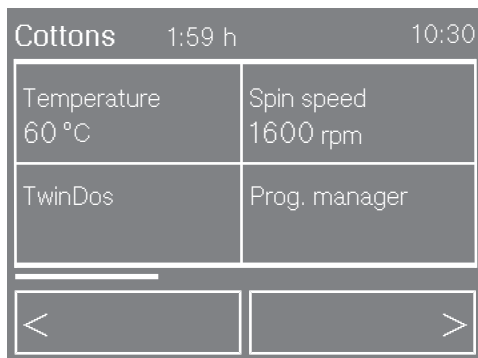 Cottons 1:59 h 10:30
Temperature Spin speed
60 °C 1600 rpm
TwinDos Prog. manager
< >